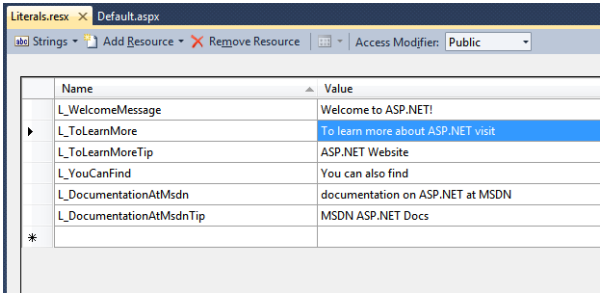 Literals.resx Default.aspx
abc Strings Add Resource Remove Resource Access Modifier: Public
Name Value
L_WelcomeMessage Welcome to ASP.NET!
L_ToLearnMore To learn more about ASP.NET visit
L_ToLearnMoreTip ASP.NET Website
L_YouCanFind You can also find
L_DocumentationAtMsdn documentation on ASP.NET at MSDN
L_DocumentationAtMsdnTip MSDN ASP.NET Docs